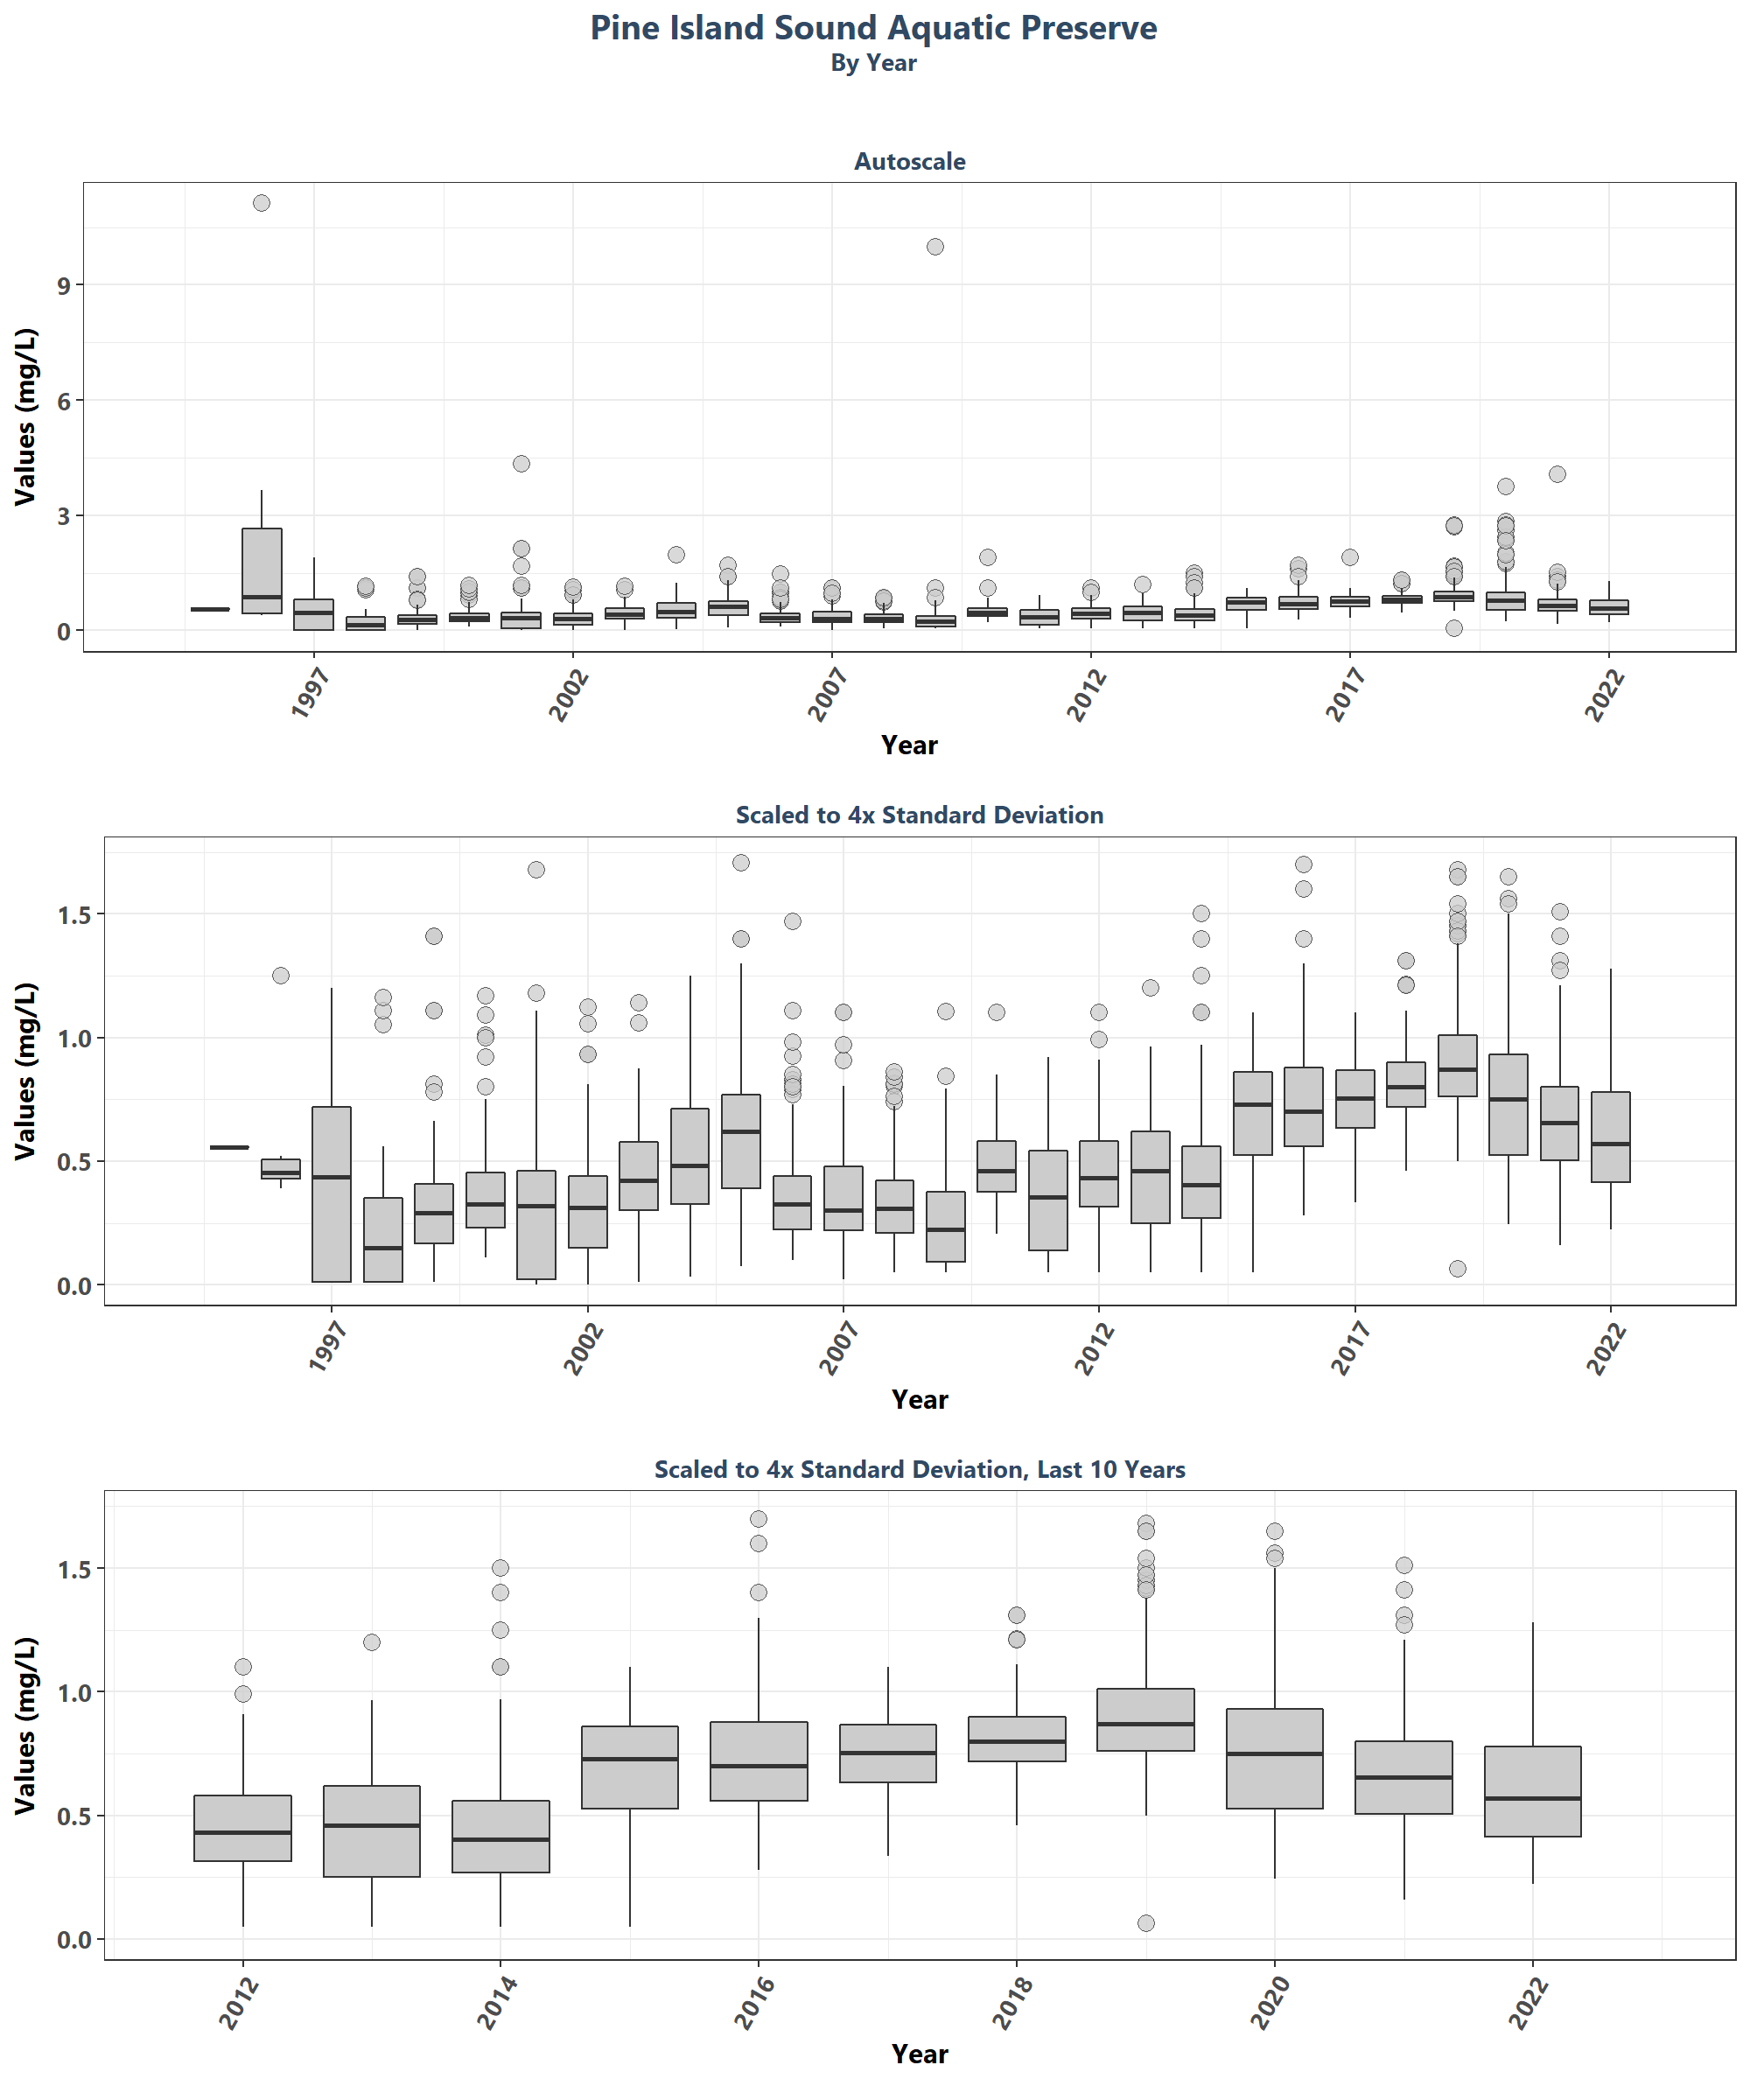 Pine Island Sound Aquatic Preserve
By Year
Autoscale
Values (mg/L)
9
6
3
0
1997
2002
2007
2012
2017
2022
Year
Scaled to 4x Standard Deviation
Values (mg/L)
1.5
1.0
0.5
0.0
1997
2002
2007
2012
2017
2022
Year
Scaled to 4x Standard Deviation, Last 10 Years
Values (mg/L)
1.5
1.0
0.5
0.0
2012
2014
2016
2018
2020
2022
Year